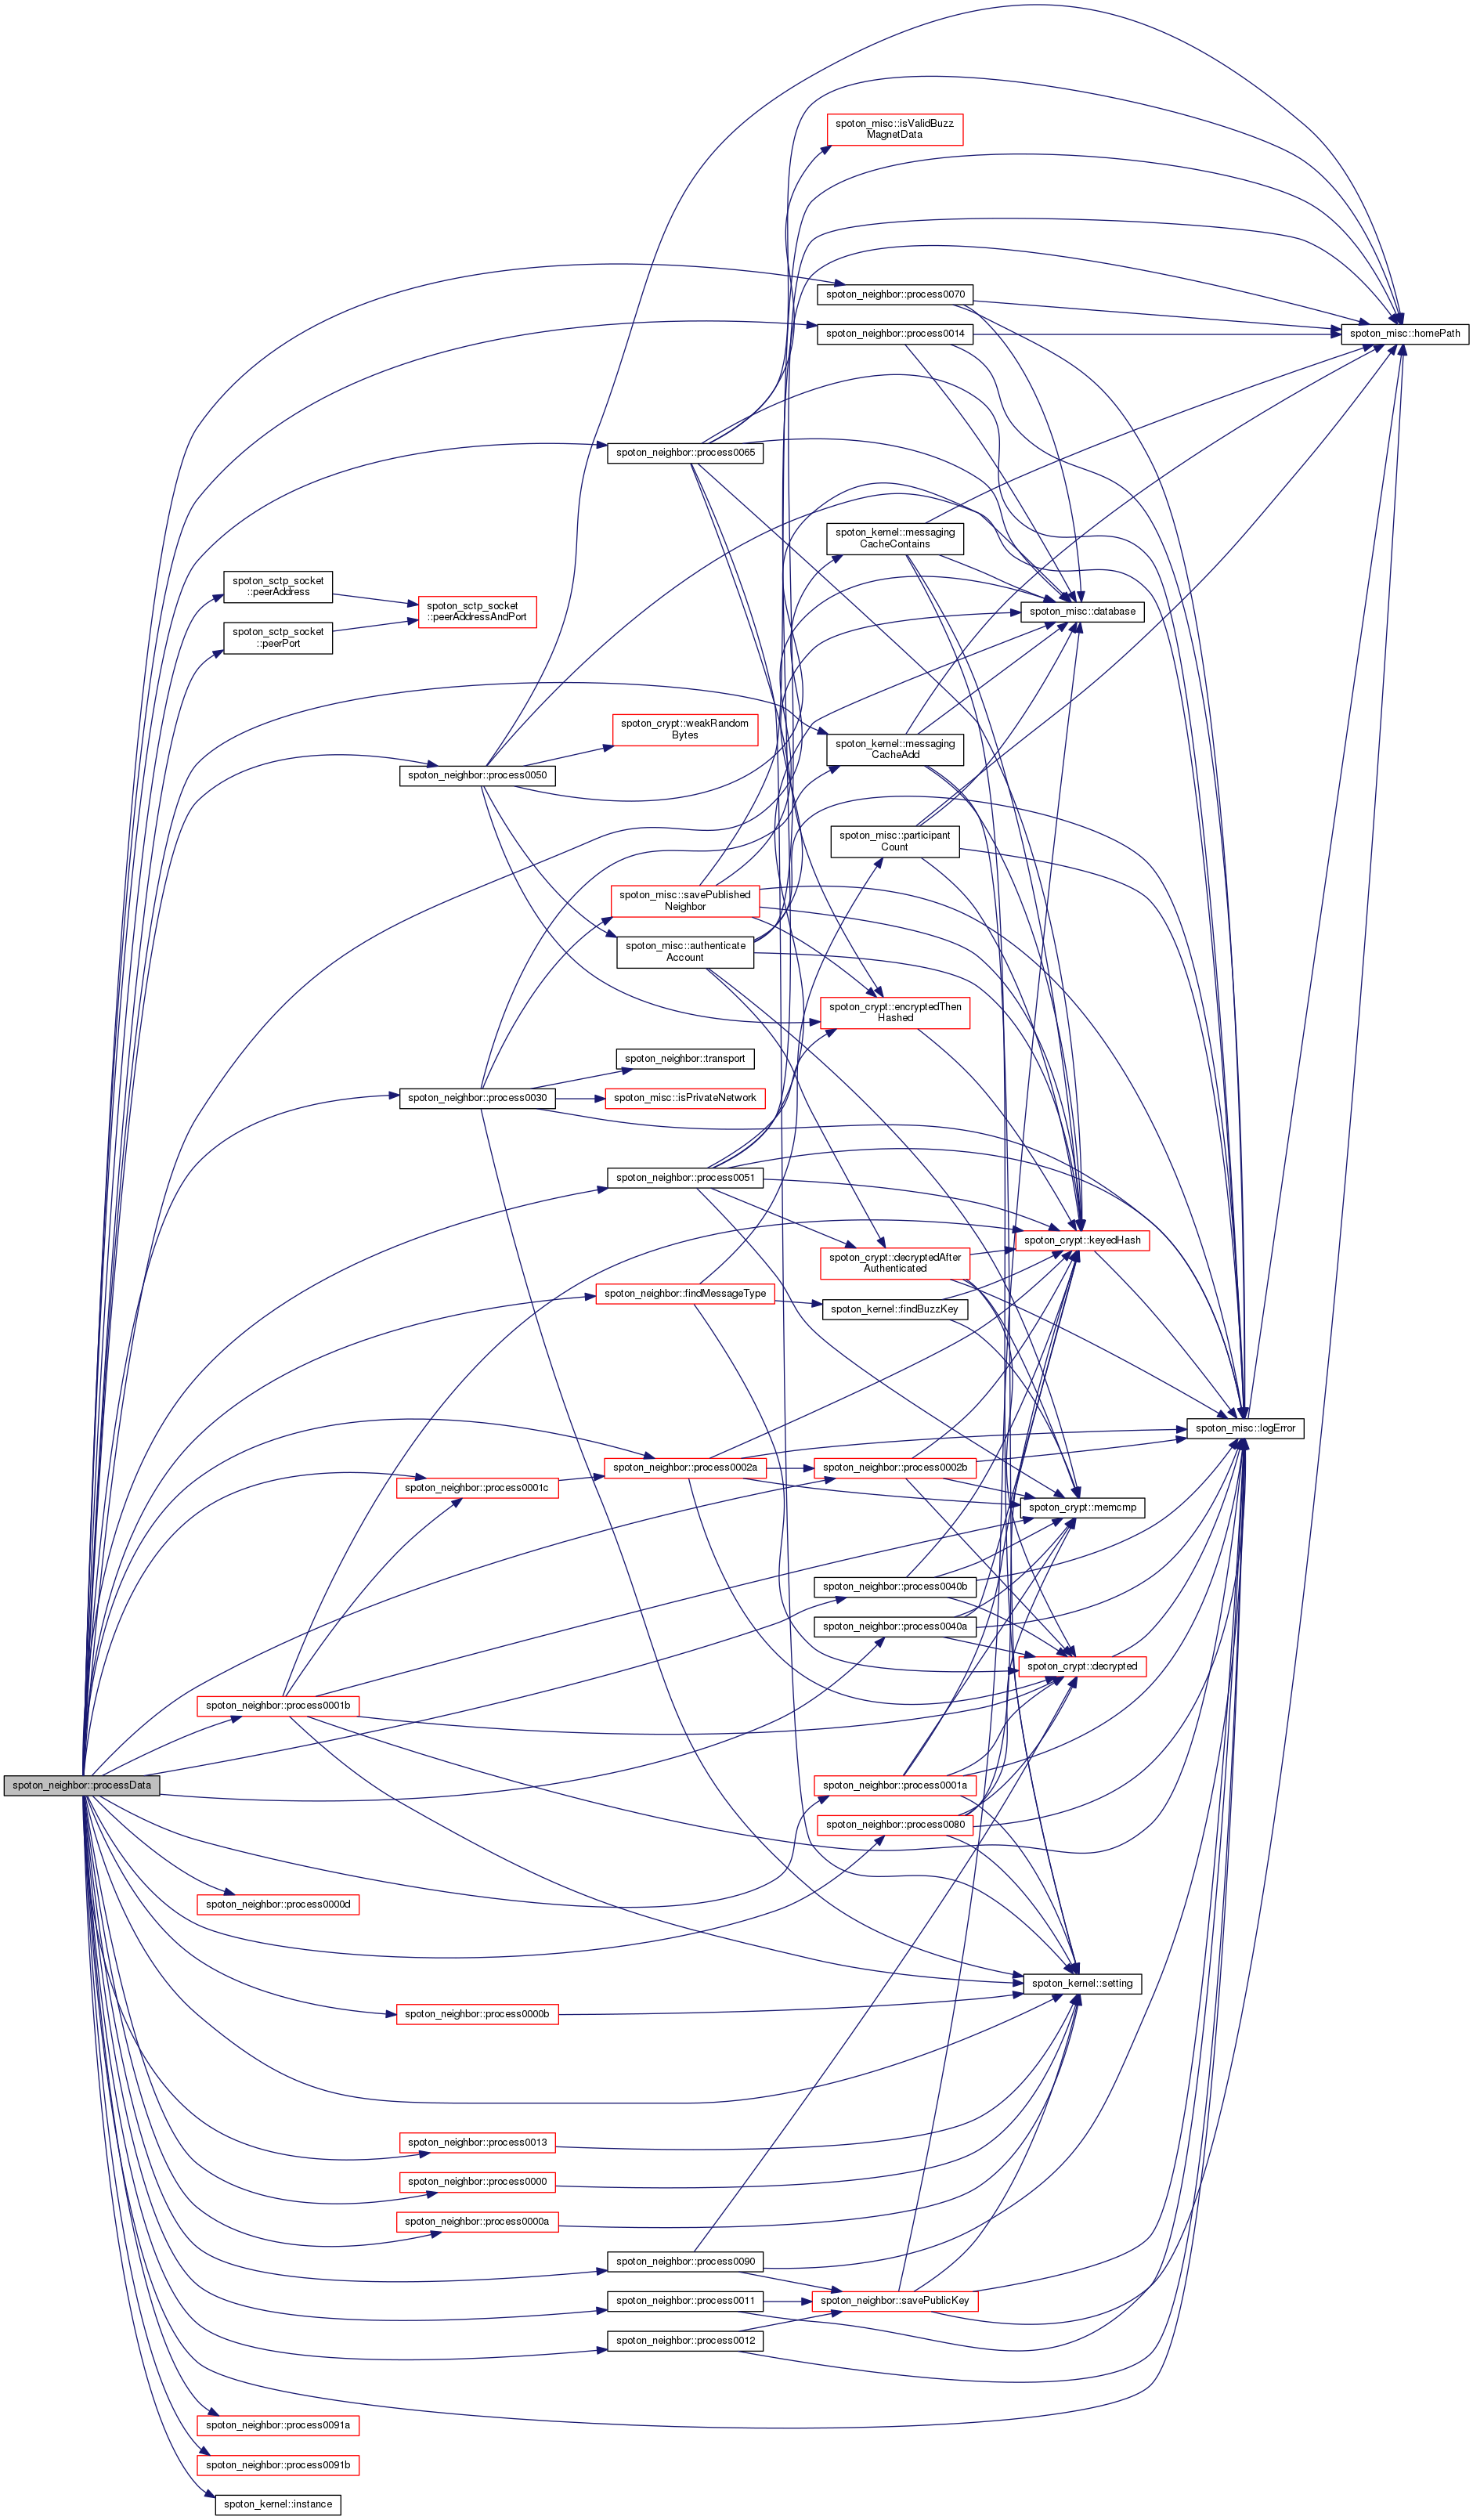 spoton_misc::isValidBuzz
MagnetData
spoton_neighbor::process0070
spoton_neighbor::process0014
spoton_misc::homePath
spoton_neighbor::process0065
spoton_kernel::messaging
CacheContains
spoton_sctp_socket
::peerAddress
spoton_sctp_socket
::peerAddressAndPort
spoton_misc::database
spoton_sctp_socket
::peerPort
spoton_crypt::weakRandom
Bytes
spoton_kernel::messaging
CacheAdd
spoton_neighbor::process0050
spoton_misc::participant
Count
spoton_misc::savePublished
Neighbor
spoton_misc::authenticate
Account
spoton_crypt::encryptedThen
Hashed
spoton_neighbor::transport
spoton_neighbor::process0030
spoton_misc::isPrivateNetwork
spoton_neighbor::process0051
spoton_crypt::keyedHash
spoton_crypt::decryptedAfter
Authenticated
spoton_neighbor::findMessageType
spoton_kernel::findBuzzKey
spoton_misc::logError
spoton_neighbor::process0002a
spoton_neighbor::process0002b
spoton_neighbor::process0001c
spoton_crypt::memcmp
spoton_neighbor::process0040b
spoton_neighbor::process0040a
spoton_crypt::decrypted
spoton_neighbor::process0001b
spoton_neighbor::processData
spoton_neighbor::process0001a
spoton_neighbor::process0080
spoton_neighbor::process0000d
spoton_kernel::setting
spoton_neighbor::process0000b
spoton_neighbor::process0013
spoton_neighbor::process0000
spoton_neighbor::process0000a
spoton_neighbor::process0090
spoton_neighbor::process0011
spoton_neighbor::savePublicKey
spoton_neighbor::process0012
spoton_neighbor::process0091a
spoton_neighbor::process0091b
spoton_kernel::instance